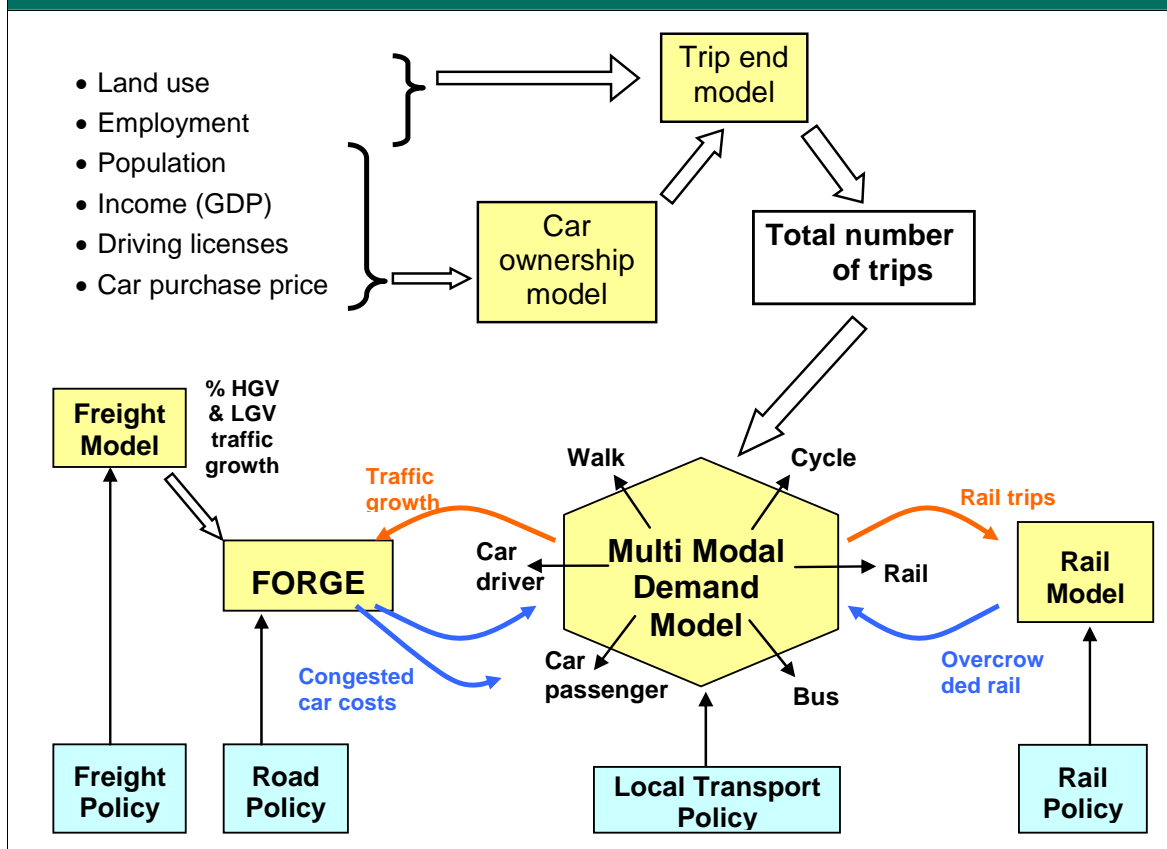 • Land use
• Employment
• Population
• Income (GDP)
• Driving licenses
• Car purchase price
Trip end
model
Car
ownership
model
Total number
of trips
Freight
Model
% HGV
& LGV
traffic
growth
Traffic
growth
FORGE
Congested
car costs
Walk
Cycle
Car
driver
Multi Modal
Demand
Model
Rail
Car
passenger
Bus
Rail trips
Rail
Model
Overcrow
ded rail
Freight
Policy
Road
Policy
Local Transport
Policy
Rail
Policy